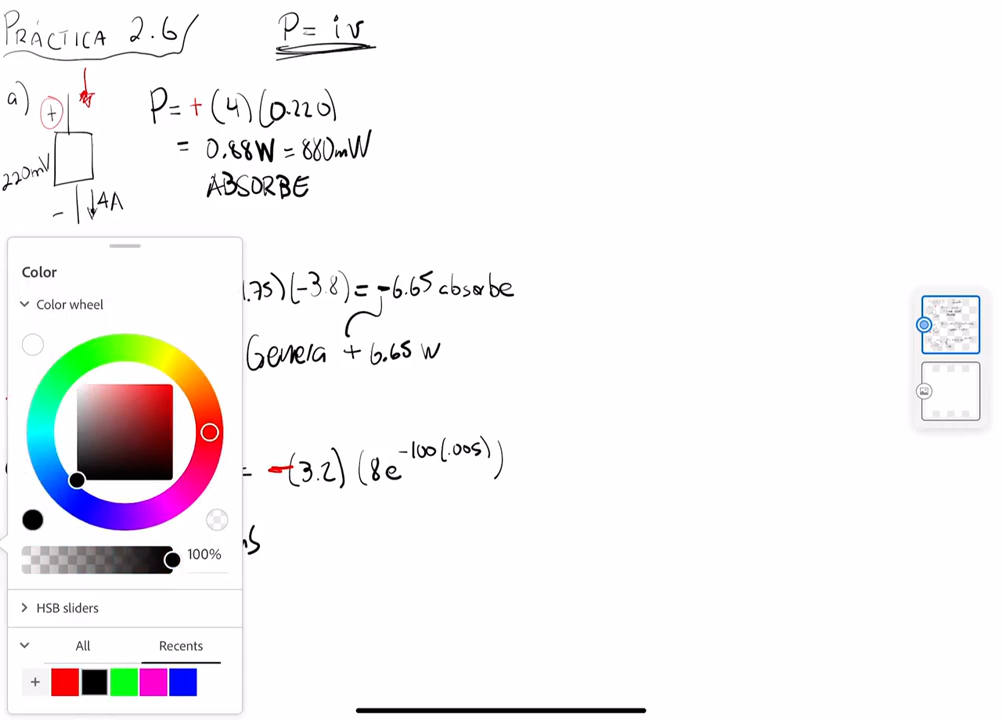 PRÁCTICA 2.6/
P = iv
a)
+
P = + (4)(0.220)
= 0.88W = 880mW
ABSORBE
220mV
- 4A
.75)(-3.8) = -6.65 absorbe
Genera + 6.65 W
= -(3.2) (8e^-100(.005))
Color
Color wheel
100%
HSB sliders
All Recents
+